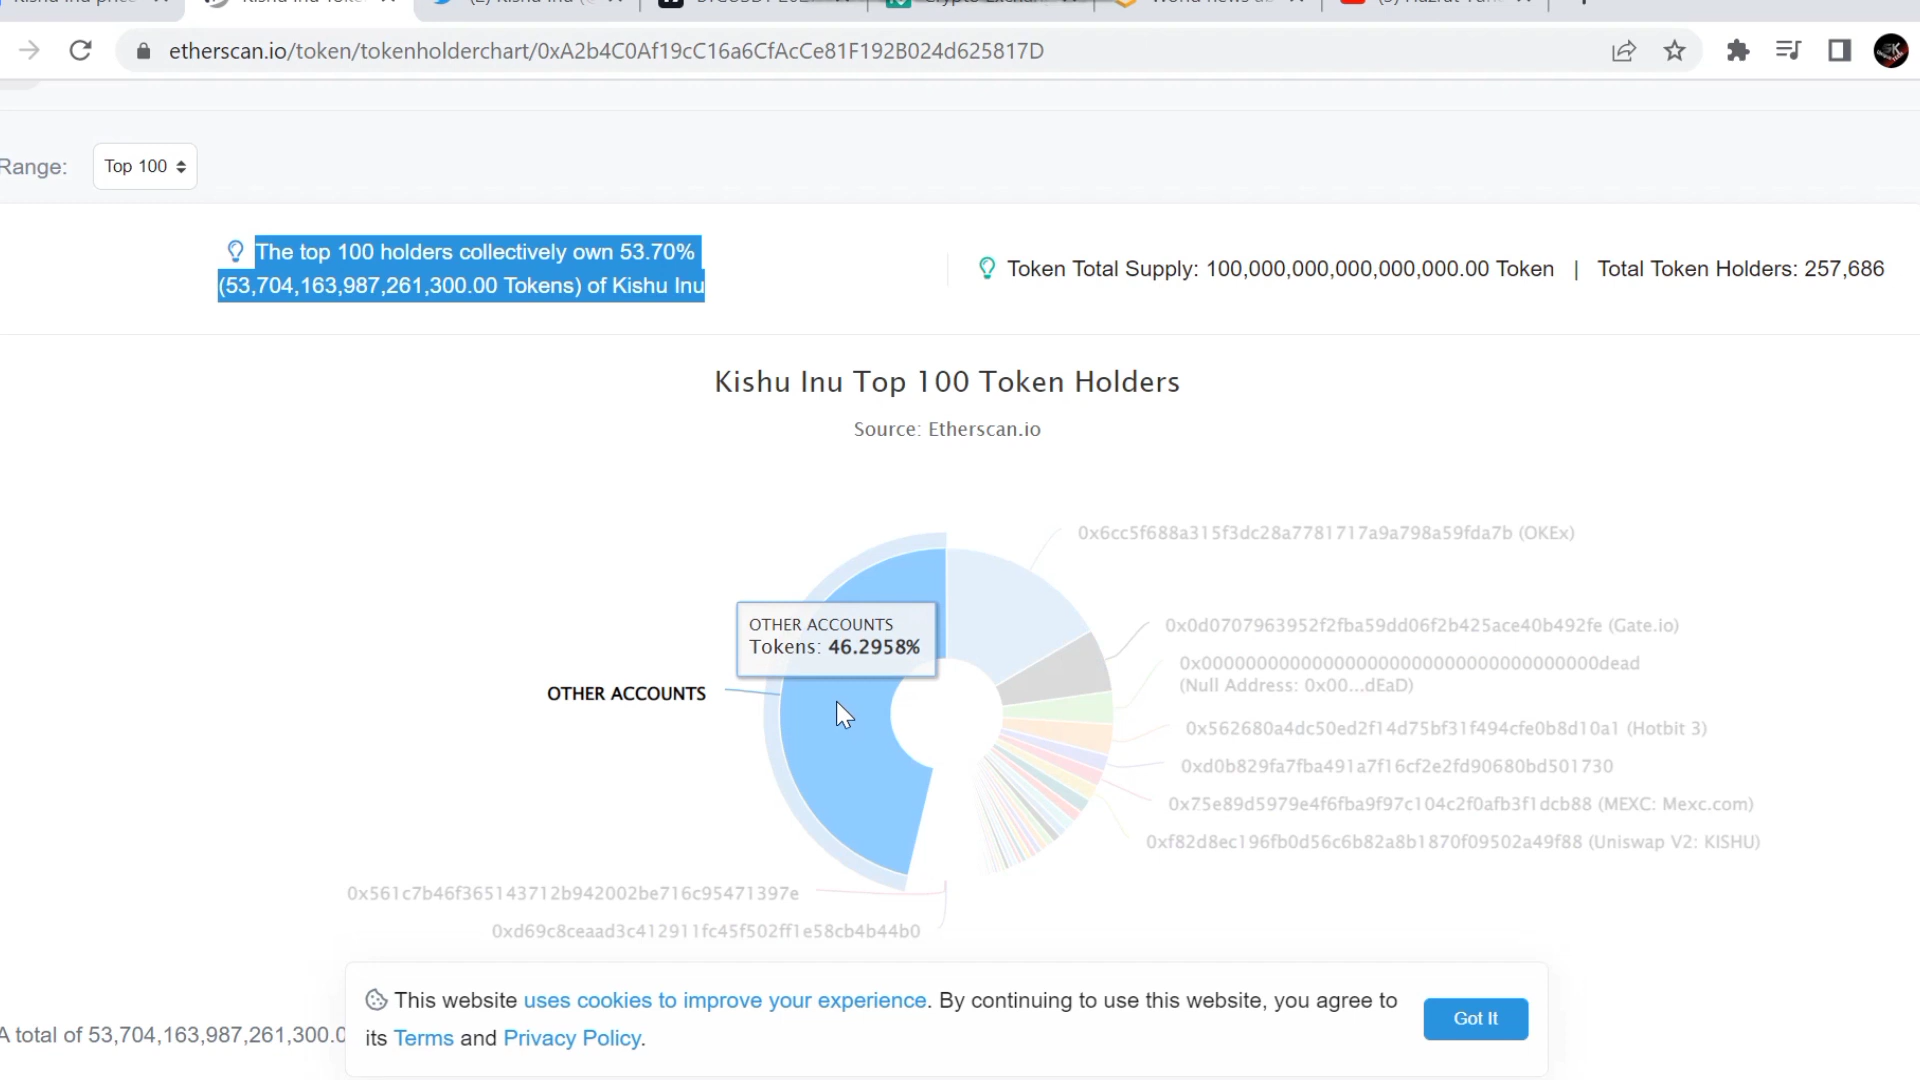 etherscan.io/token/tokenholderchart/0xA2b4C0Af19cC16a6CfAcCe81F192B024d625817D
Range:
Top 100
The top 100 holders collectively own 53.70%
(53,704,163,987,261,300.00 Tokens) of Kishu Inu
Token Total Supply: 100,000,000,000,000,000.00 Token | Total Token Holders: 257,686
Kishu Inu Top 100 Token Holders
Source: Etherscan.io
0x6cc5f688a315f3dc28a7781717a9a798a59fda7b (OKEx)
OTHER ACCOUNTS
Tokens: 46.2958%
0x0d0707963952f2fba59dd06f2b425ace40b492fe (Gate.io)
0x000000000000000000000000000000000000dead
(Null Address: 0x00...dEaD)
OTHER ACCOUNTS
0x562680a4dc50ed2f14d75bf31f494cfe0b8d10a1 (Hotbit 3)
0xd0b829fa7fba491a7f16cf2e2fd90680bd501730
0x75e89d5979e4f6fba9f97c104c2f0afb3f1dcb88 (MEXC: Mexc.com)
0xf82d8ec196fb0d56c6b82a8b1870f09502a49f88 (Uniswap V2: KISHU)
0x561c7b46f365143712b942002be716c95471397e
0xd69c8ceaad3c412911fc45f502ff1e58cb4b44b0
This website uses cookies to improve your experience. By continuing to use this website, you agree to
its Terms and Privacy Policy.
Got It
A total of 53,704,163,987,261,300.0